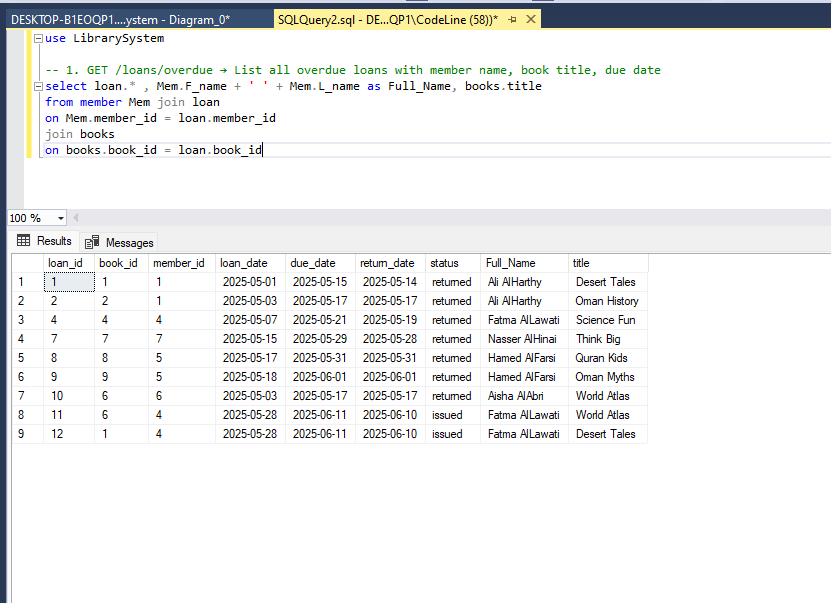 DESKTOP-B1EOQP1....ystem - Diagram_0*
SQLQuery2.sql - DE...QP1\CodeLine (58))*
use LibrarySystem
-- 1. GET /loans/overdue → List all overdue loans with member name, book title, due date
select loan.* , Mem.F_name + ' ' + Mem.L_name as Full_Name, books.title
from member Mem join loan
on Mem.member_id = loan.member_id
join books
on books.book_id = loan.book_id
100 %
Results Messages
loan_id book_id member_id loan_date due_date return_date status Full_Name title
1 1 1 1 2025-05-01 2025-05-15 2025-05-14 returned Ali AlHarthy Desert Tales
2 2 2 1 2025-05-03 2025-05-17 2025-05-17 returned Ali AlHarthy Oman History
3 4 4 4 2025-05-07 2025-05-21 2025-05-19 returned Fatma AlLawati Science Fun
4 7 7 7 2025-05-15 2025-05-29 2025-05-28 returned Nasser AlHinai Think Big
5 8 8 5 2025-05-17 2025-05-31 2025-05-31 returned Hamed AlFarsi Quran Kids
6 9 9 5 2025-05-18 2025-06-01 2025-06-01 returned Hamed AlFarsi Oman Myths
7 10 6 6 2025-05-03 2025-05-17 2025-05-17 returned Aisha AlAbri World Atlas
8 11 6 4 2025-05-28 2025-06-11 2025-06-10 issued Fatma AlLawati World Atlas
9 12 1 4 2025-05-28 2025-06-11 2025-06-10 issued Fatma AlLawati Desert Tales